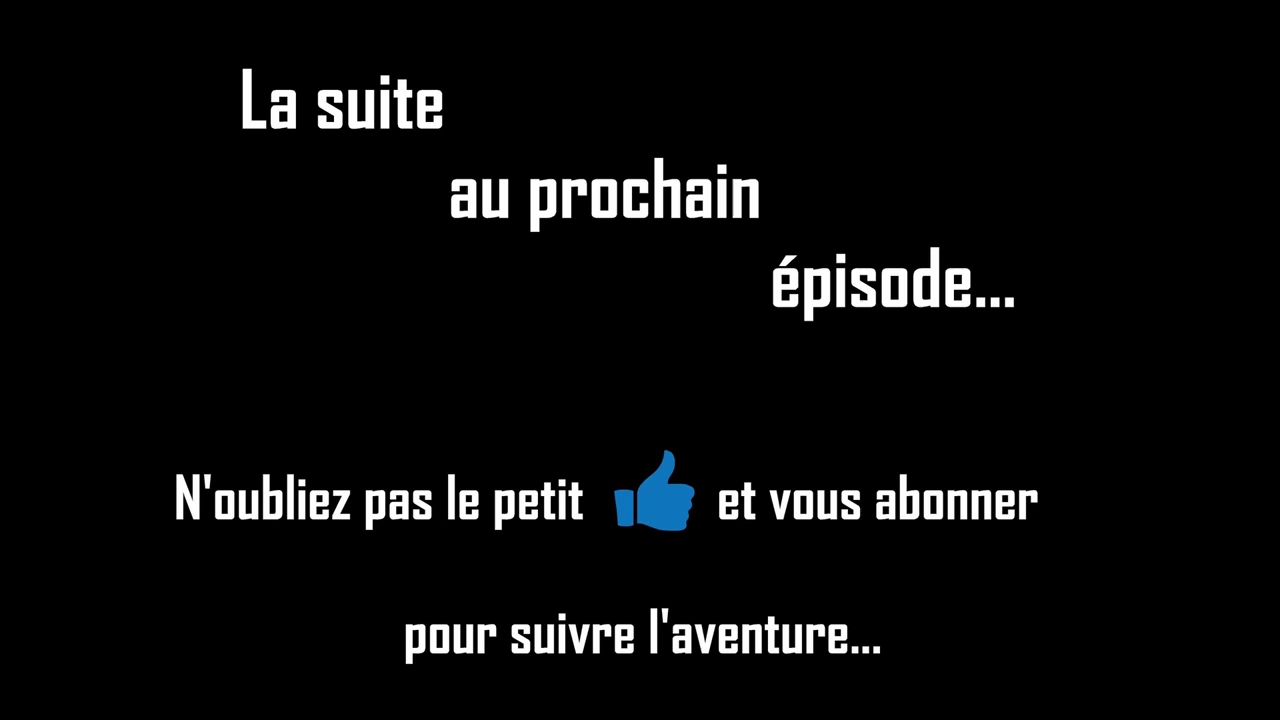 La suite
au prochain
épisode...
N'oubliez pas le petit et vous abonner
pour suivre l'aventure...